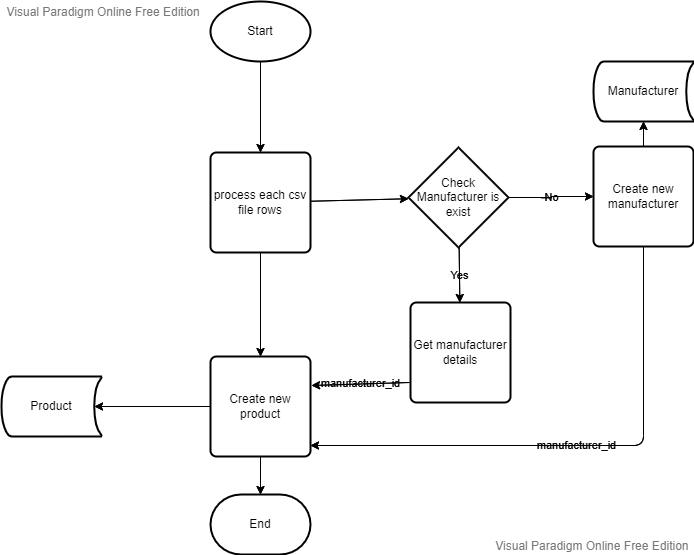 Visual Paradigm Online Free Edition
Start
Manufacturer
process each csv
file rows
Check
Manufacturer is
exist
No
Create new
manufacturer
Yes
Get manufacturer
details
manufacturer_id
Create new
product
Product
manufacturer_id
End
Visual Paradigm Online Free Edition